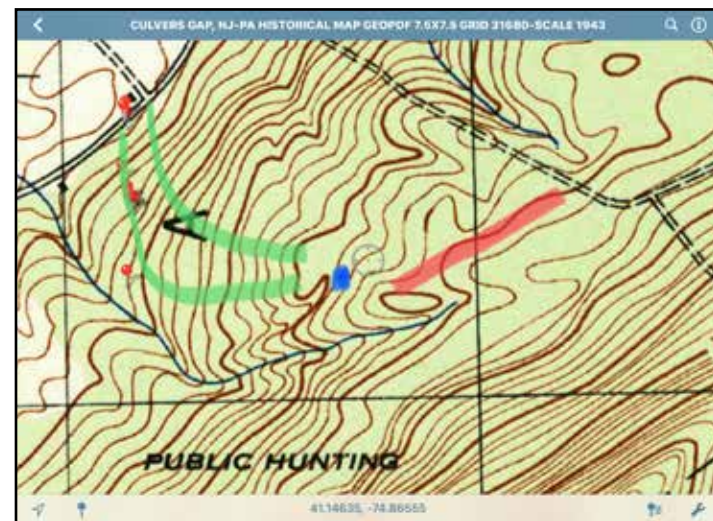 CULVERS GAP, NJ-PA HISTORICAL MAP GEOPDF 7.5X7.5 GRID 31680-SCALE 1943
PUBLIC HUNTING
41.14635, -74.86555